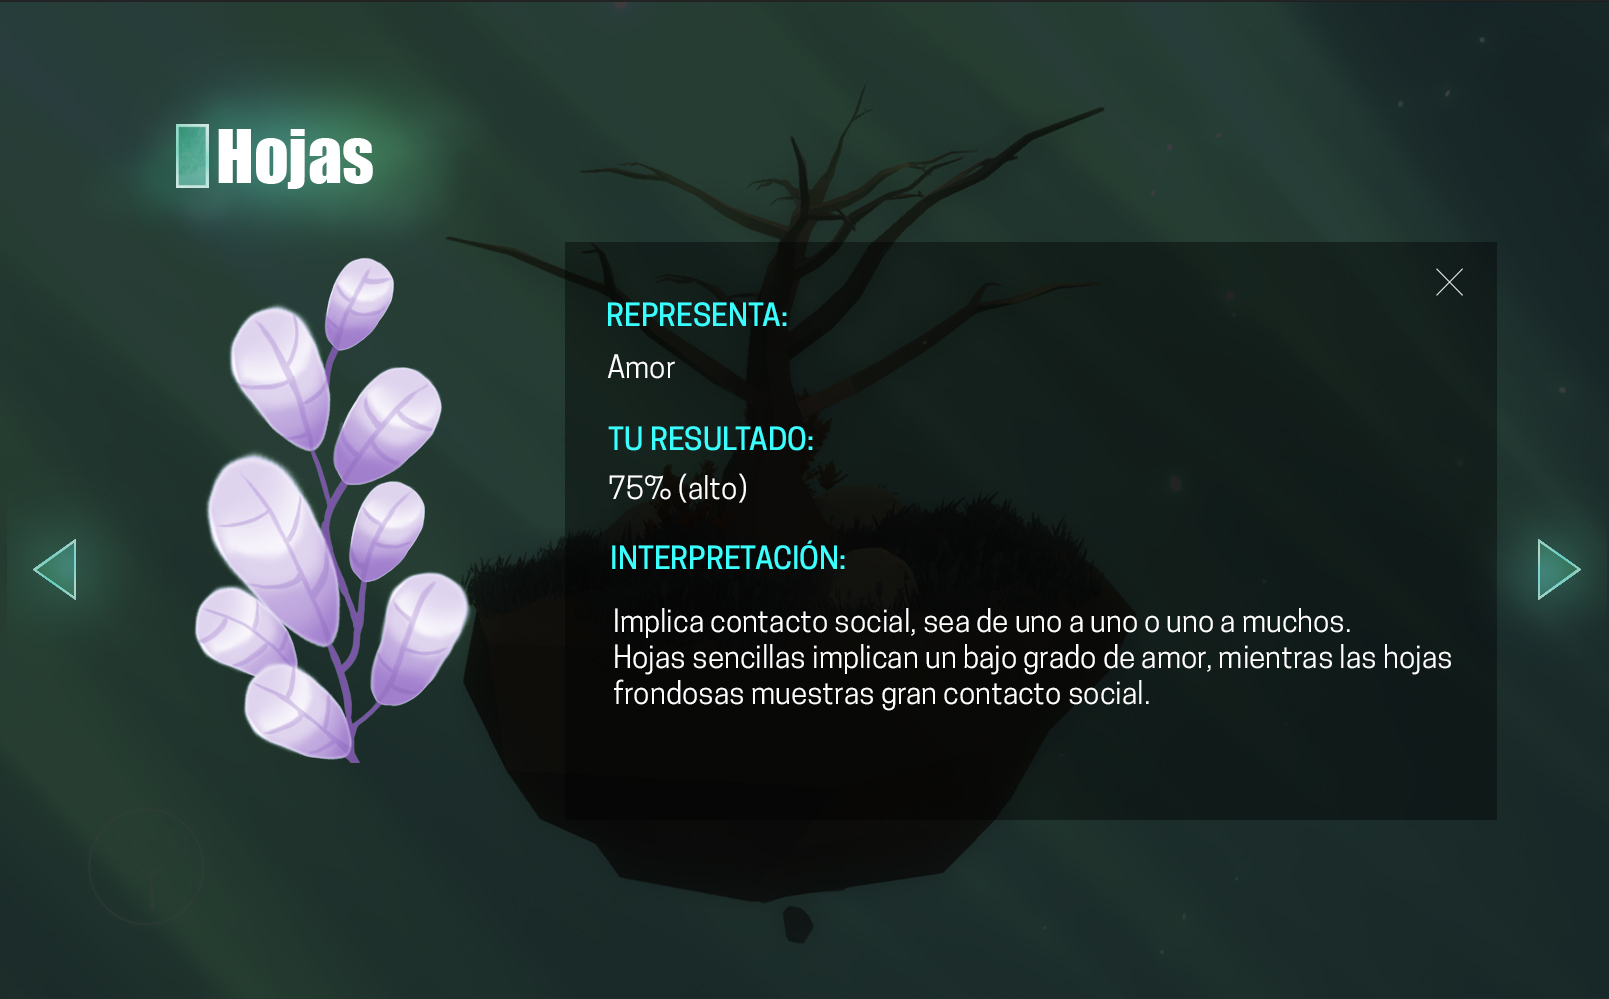 Hojas
REPRESENTA:
Amor
TU RESULTADO:
75% (alto)
INTERPRETACIÓN:
Implica contacto social, sea de uno a uno o uno a muchos.
Hojas sencillas implican un bajo grado de amor, mientras las hojas
frondosas muestras gran contacto social.